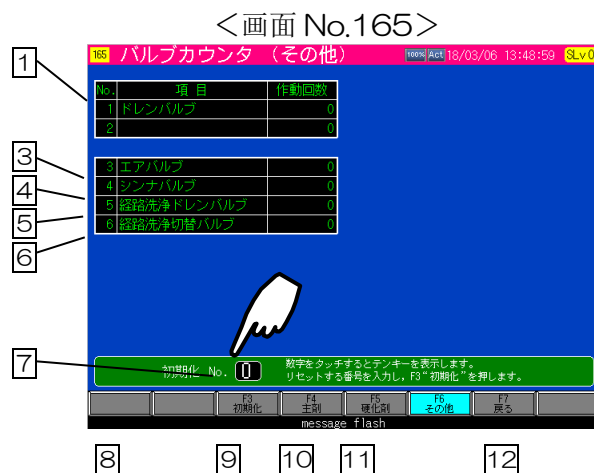 ＜画面 No.165＞
165 バルブカウンタ （その他） 100% Act 18/03/06 13:48:59 SLv0
1
No. 項 目 作動回数
1 ドレンバルブ 0
2 0
3
3 エアバルブ 0
4
4 シンナバルブ 0
5
5 経路洗浄ドレンバルブ 0
6
6 経路洗浄切替バルブ 0
7
初期化 No. 0
数字をタッチするとテンキーを表示します。
リセットする番号を入力し，F3“初期化”を押します。
F3 F4 F5 F6 F7
初期化 主剤 硬化剤 その他 戻る
message flash
8 9 10 11 12